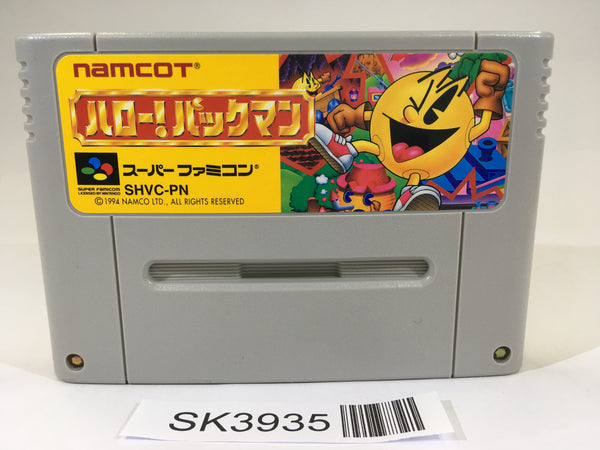 namcot®
ハロー!パックマン
スーパーファミコン®
SUPER FAMICOM
LICENSED BY NINTENDO
SHVC-PN
©1994 NAMCO LTD., ALL RIGHTS RESERVED
SK3935